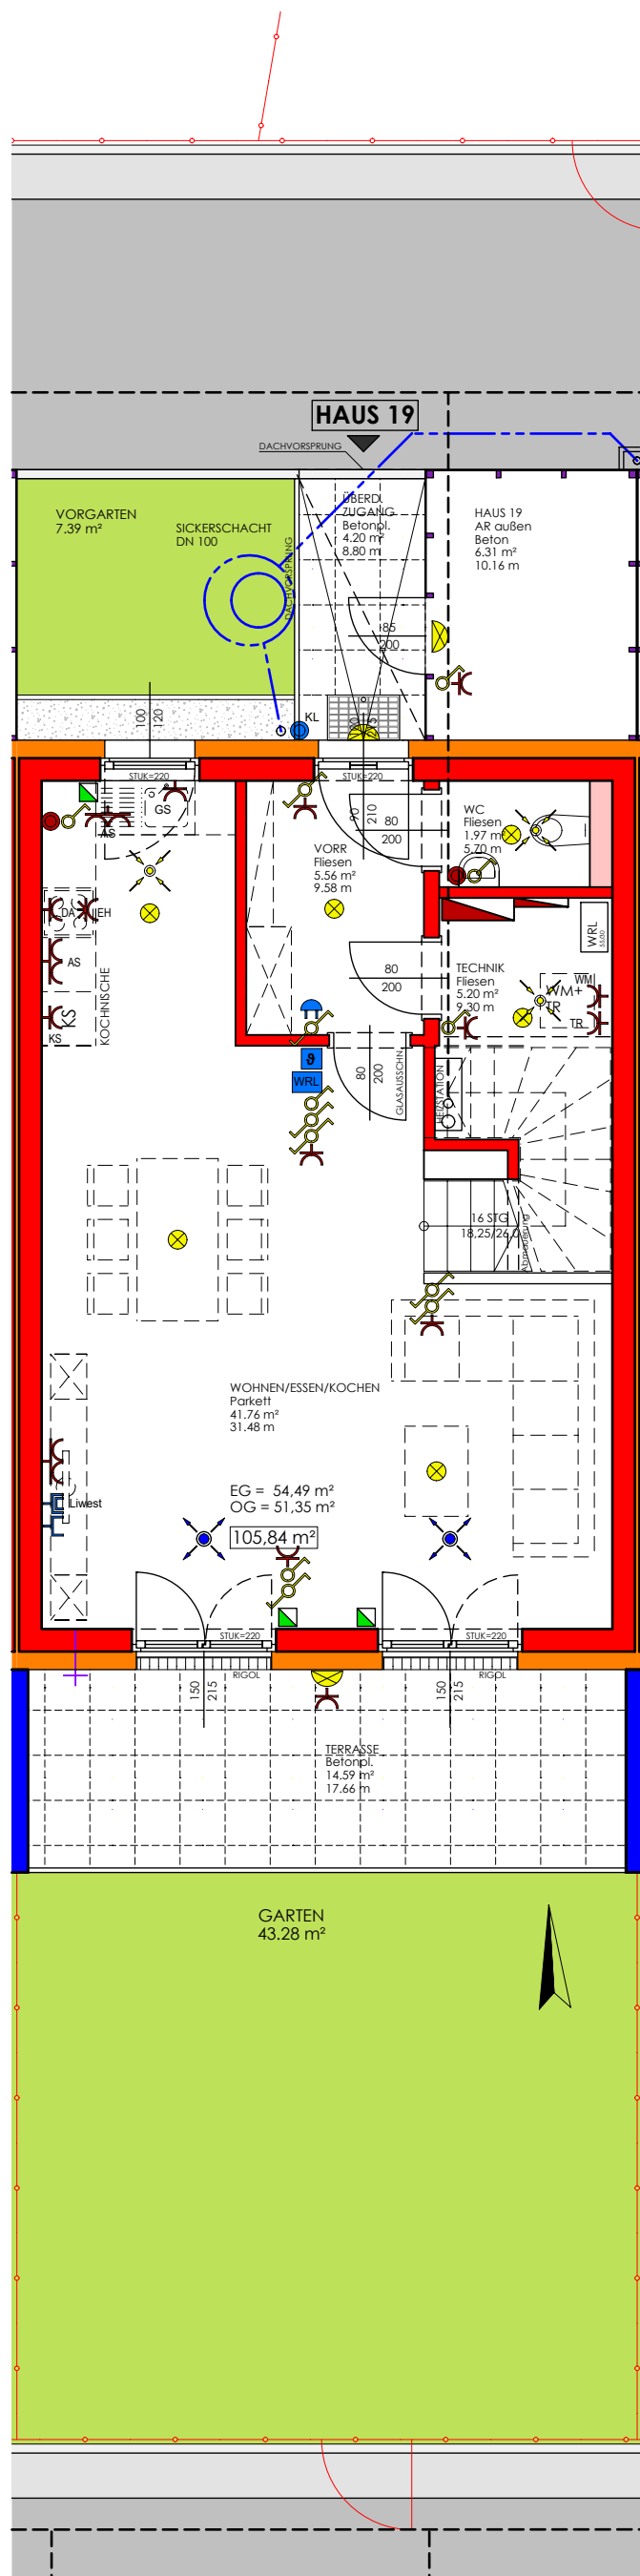 HAUS 19
DACHVORSPRUNG
VORGARTEN
7.39 m²
SICKERSCHACHT
DN 100
DACHVORSPRUNG
ÜBERD.
ZUGANG
Betonpl.
4.20 m²
8.80 m
HAUS 19
AR außen
Beton
6.31 m²
10.16 m
85
200
KL
100
120
STUK=220
STUK=220
90
210
80
200
AS
GS
VORR
Fliesen
5.56 m²
9.58 m
WC
Fliesen
1.97 m²
5.70 m
DA
EH
AS
KS
KS
KOCHNISCHE
80
200
TECHNIK
Fliesen
5.20 m²
9.30 m
WRL
WM
WM+
TR
TR
ϑ
WRL
80
200
GLASAUSSCHN.
HEIZSTATION
16 STG
18,25/26,0
Abmauerung
WOHNEN/ESSEN/KOCHEN
Parkett
41.76 m²
31.48 m
EG = 54,49 m²
OG = 51,35 m²
105,84 m²
Liwest
STUK=220
STUK=220
RIGOL
RIGOL
150
215
150
215
TERRASSE
Betonpl.
14.59 m²
17.66 m
GARTEN
43.28 m²